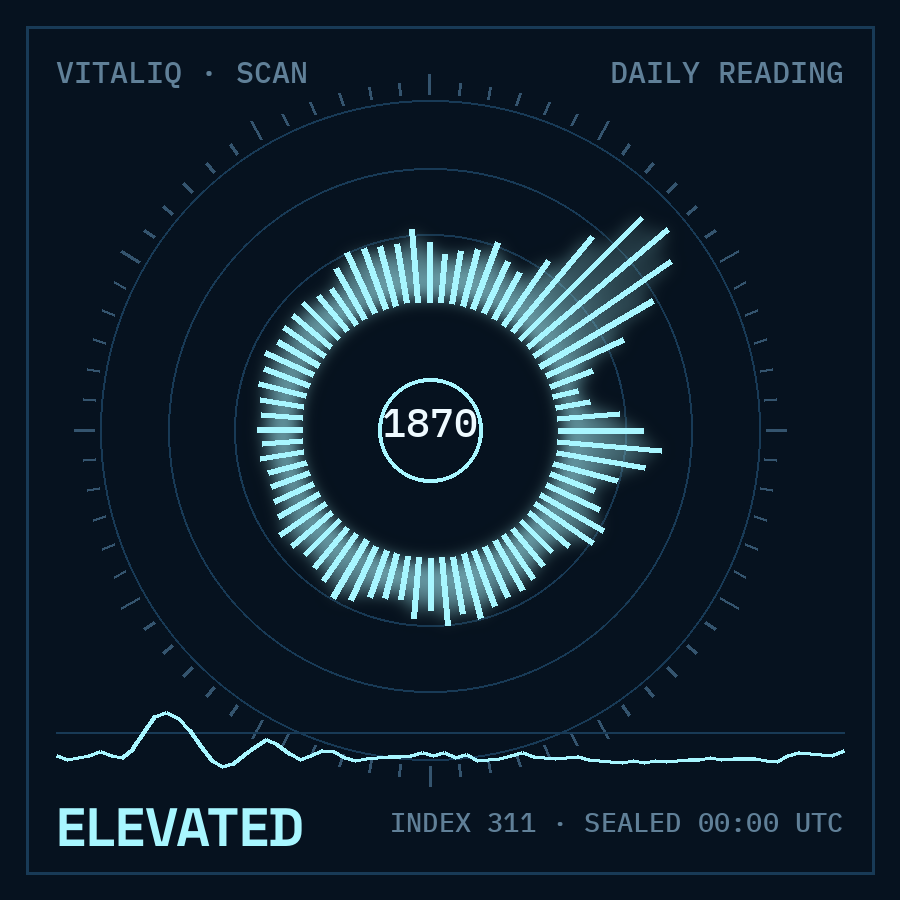 VITALIQ · SCAN
DAILY READING
1870
ELEVATED
INDEX 311 · SEALED 00:00 UTC